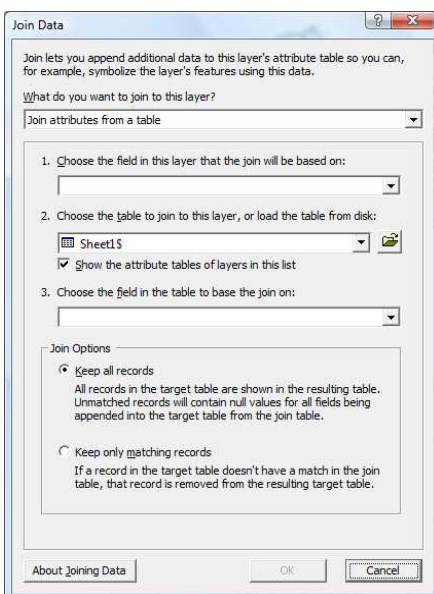 Join Data
Join lets you append additional data to this layer's attribute table so you can,
for example, symbolize the layer's features using this data.
What do you want to join to this layer?
Join attributes from a table
1. Choose the field in this layer that the join will be based on:
2. Choose the table to join to this layer, or load the table from disk:
Sheet1$
Show the attribute tables of layers in this list
3. Choose the field in the table to base the join on:
Join Options
Keep all records
All records in the target table are shown in the resulting table.
Unmatched records will contain null values for all fields being
appended into the target table from the join table.
Keep only matching records
If a record in the target table doesn't have a match in the join
table, that record is removed from the resulting target table.
About Joining Data
OK
Cancel